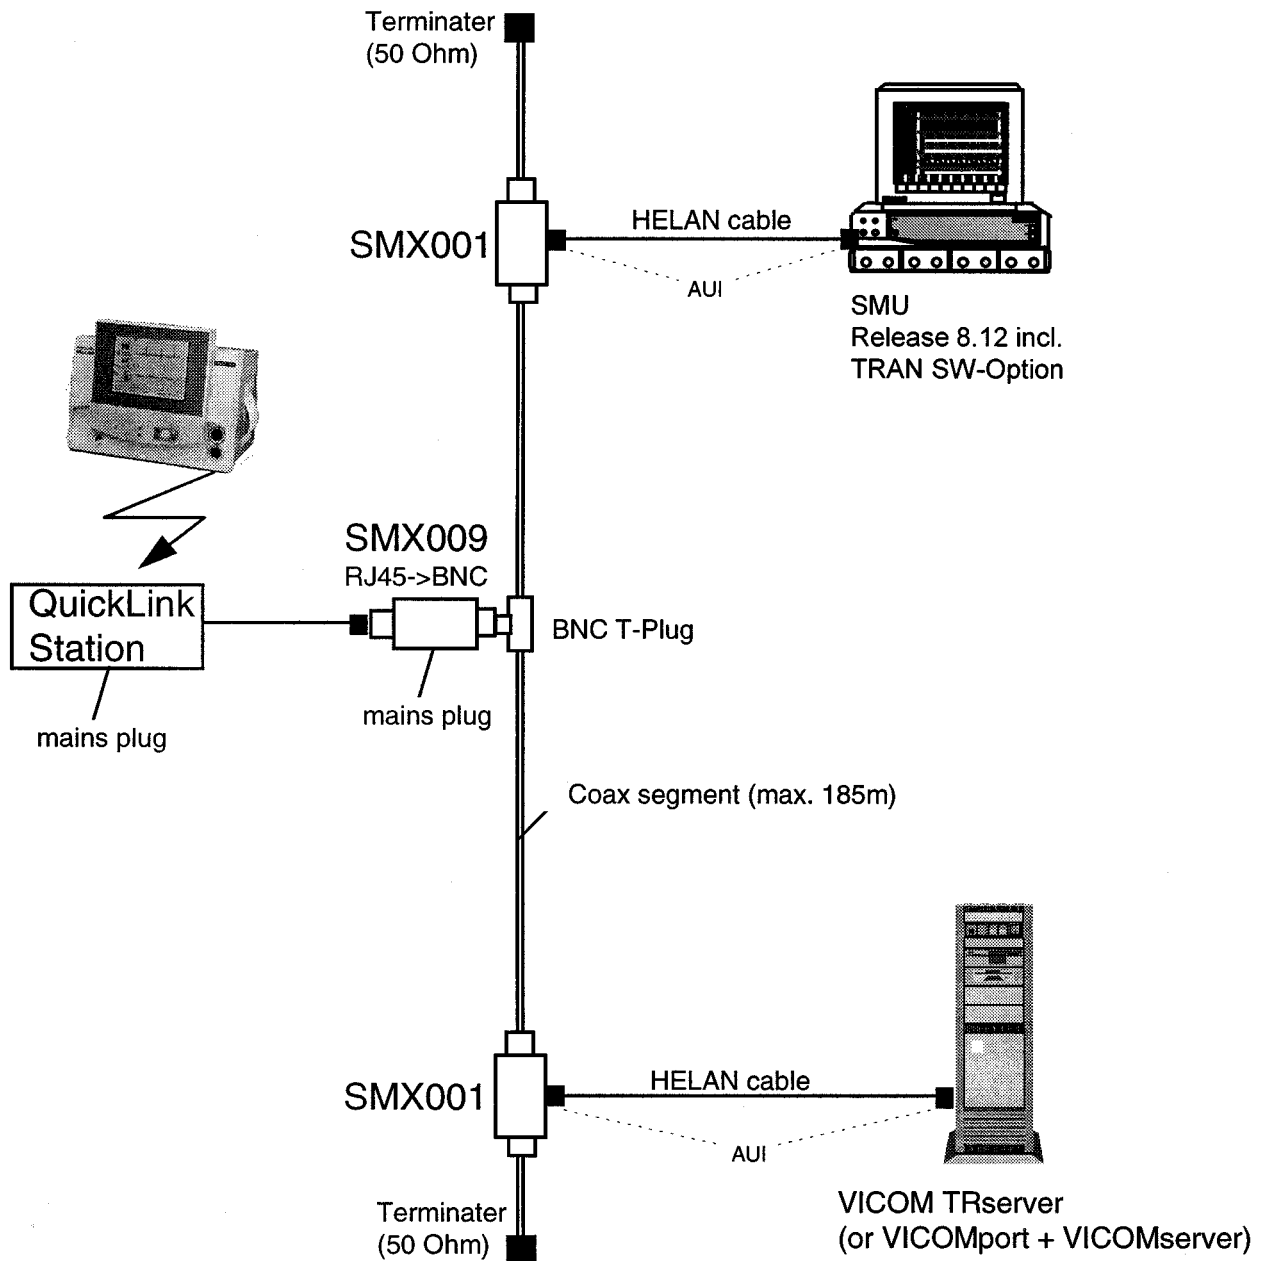 Terminater
(50 Ohm)
HELAN cable
SMX001
AUI
SMU
Release 8.12 incl.
TRAN SW-Option
SMX009
RJ45->BNC
QuickLink
Station
BNC T-Plug
mains plug
mains plug
Coax segment (max. 185m)
HELAN cable
SMX001
AUI
VICOM TRserver
(or VICOMport + VICOMserver)
Terminater
(50 Ohm)